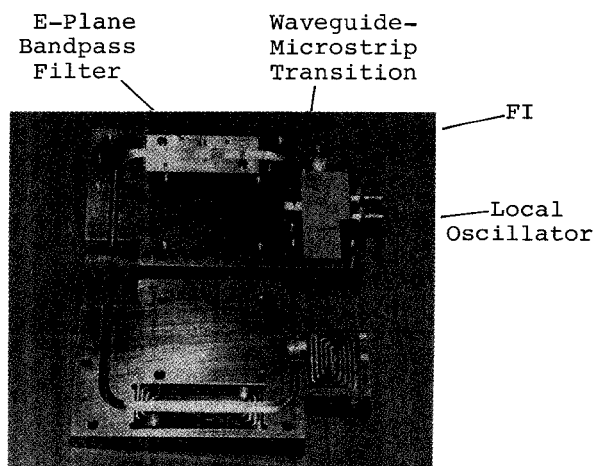 E-Plane
Bandpass
Filter
Waveguide-
Microstrip
Transition
FI
Local
Oscillator